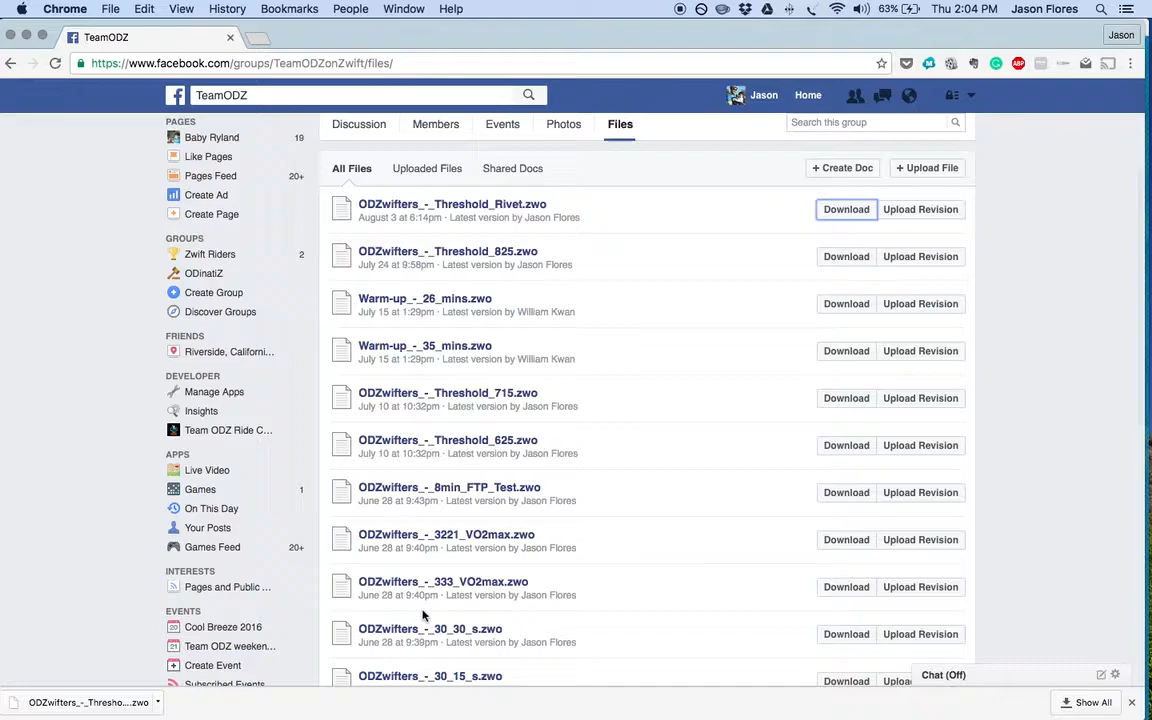 Chrome File Edit View History Bookmarks People Window Help 63% Thu 2:04 PM Jason Flores
TeamODZ Jason
https://www.facebook.com/groups/TeamODZonZwift/files/
TeamODZ Jason Home
Discussion Members Events Photos Files Search this group
All Files Uploaded Files Shared Docs + Create Doc + Upload File
PAGES
Baby Ryland 19
Like Pages
Pages Feed 20+
Create Ad
Create Page
GROUPS
Zwift Riders 2
ODinatiZ
Create Group
Discover Groups
FRIENDS
Riverside, Californi...
DEVELOPER
Manage Apps
Insights
Team ODZ Ride C...
APPS
Live Video
Games 1
On This Day
Your Posts
Games Feed 20+
INTERESTS
Pages and Public ...
EVENTS
20 Cool Breeze 2016
21 Team ODZ weeken...
Create Event
Subscribed Events
ODZwifters_-_Threshold_Rivet.zwo
August 3 at 6:14pm · Latest version by Jason Flores
Download Upload Revision
ODZwifters_-_Threshold_825.zwo
July 24 at 9:58pm · Latest version by Jason Flores
Download Upload Revision
Warm-up_-_26_mins.zwo
July 15 at 1:29pm · Latest version by William Kwan
Download Upload Revision
Warm-up_-_35_mins.zwo
July 15 at 1:29pm · Latest version by William Kwan
Download Upload Revision
ODZwifters_-_Threshold_715.zwo
July 10 at 10:32pm · Latest version by Jason Flores
Download Upload Revision
ODZwifters_-_Threshold_625.zwo
July 10 at 10:32pm · Latest version by Jason Flores
Download Upload Revision
ODZwifters_-_8min_FTP_Test.zwo
June 28 at 9:43pm · Latest version by Jason Flores
Download Upload Revision
ODZwifters_-_3221_VO2max.zwo
June 28 at 9:40pm · Latest version by Jason Flores
Download Upload Revision
ODZwifters_-_333_VO2max.zwo
June 28 at 9:40pm · Latest version by Jason Flores
Download Upload Revision
ODZwifters_-_30_30_s.zwo
June 28 at 9:39pm · Latest version by Jason Flores
Download Upload Revision
ODZwifters_-_30_15_s.zwo
Download
Chat (Off)
ODZwifters_-_Thresho....zwo Show All